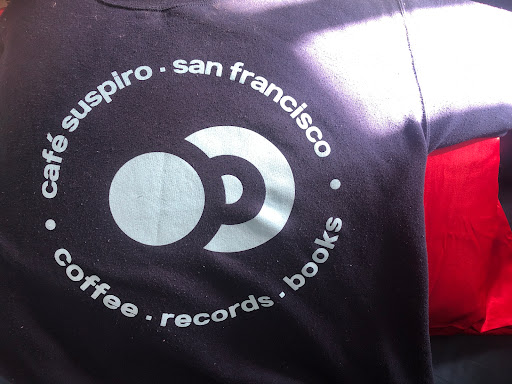 café suspiro · san francisco
· coffee · records · books ·